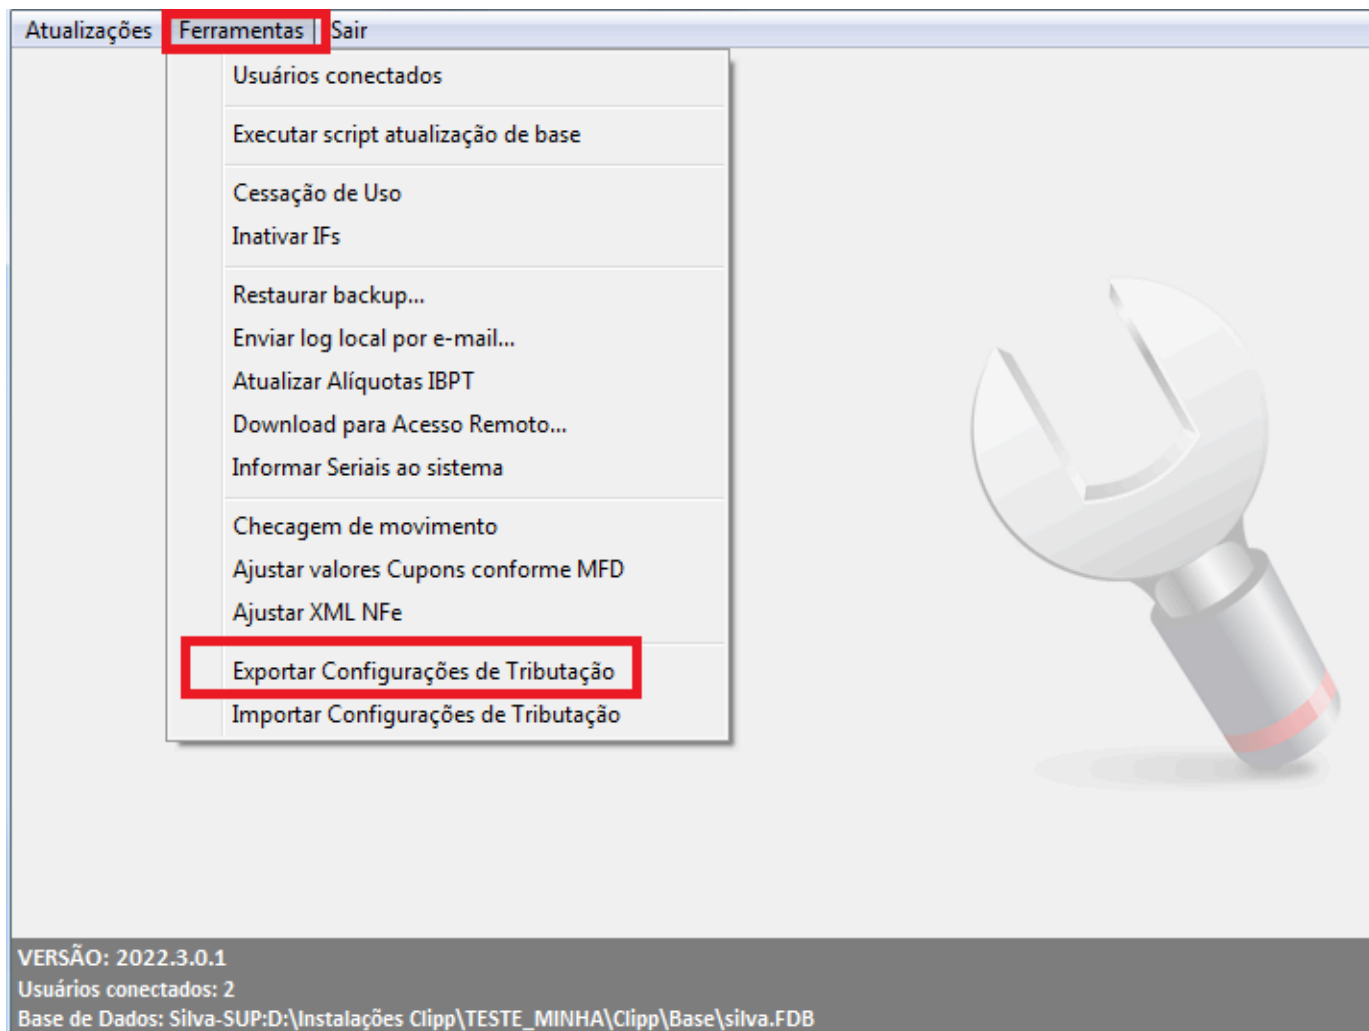 Atualizações Ferramentas Sair
Usuários conectados
Executar script atualização de base
Cessação de Uso
Inativar IFs
Restaurar backup...
Enviar log local por e-mail...
Atualizar Alíquotas IBPT
Download para Acesso Remoto...
Informar Seriais ao sistema
Checagem de movimento
Ajustar valores Cupons conforme MFD
Ajustar XML NFe
Exportar Configurações de Tributação
Importar Configurações de Tributação
VERSÃO: 2022.3.0.1
Usuários conectados: 2
Base de Dados: Silva-SUP:D:\Instalações Clipp\TESTE_MINHA\Clipp\Base\silva.FDB